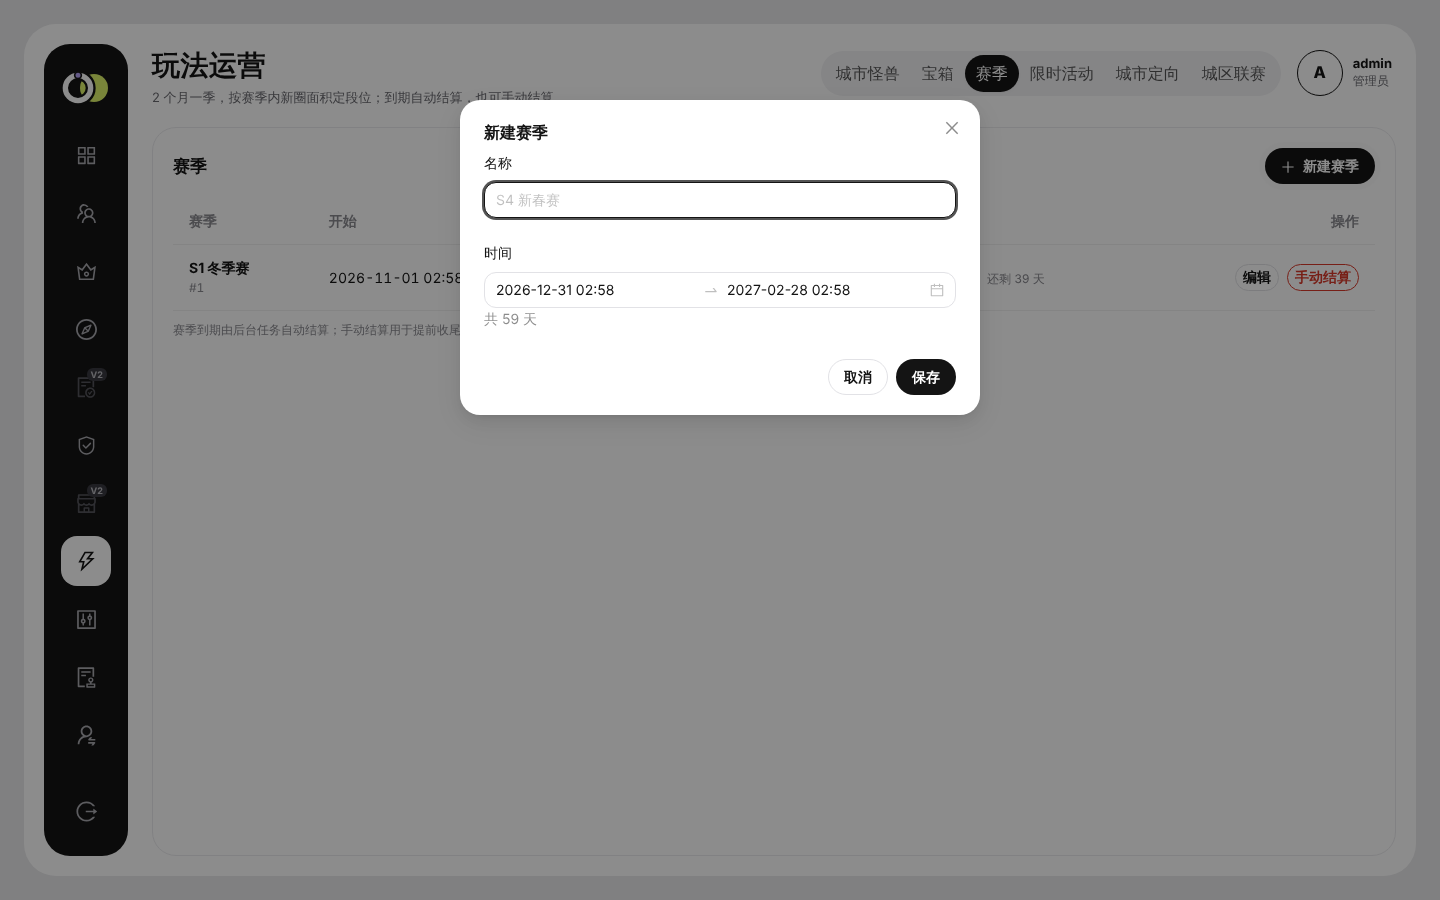 玩法运营
2 个月一季，按赛季内新圈面积定段位；到期自动结算，也可手动结算
城市怪兽 宝箱 赛季 限时活动 城市定向 城区联赛
A
admin
管理员
新建赛季
名称
S4 新春赛
时间
2026-12-31 02:58 → 2027-02-28 02:58
共 59 天
取消 保存
赛季
＋ 新建赛季
赛季 开始 操作
S1 冬季赛
#1
2026-11-01 02:58
还剩 39 天
编辑 手动结算
赛季到期由后台任务自动结算；手动结算用于提前收尾
V2
V2